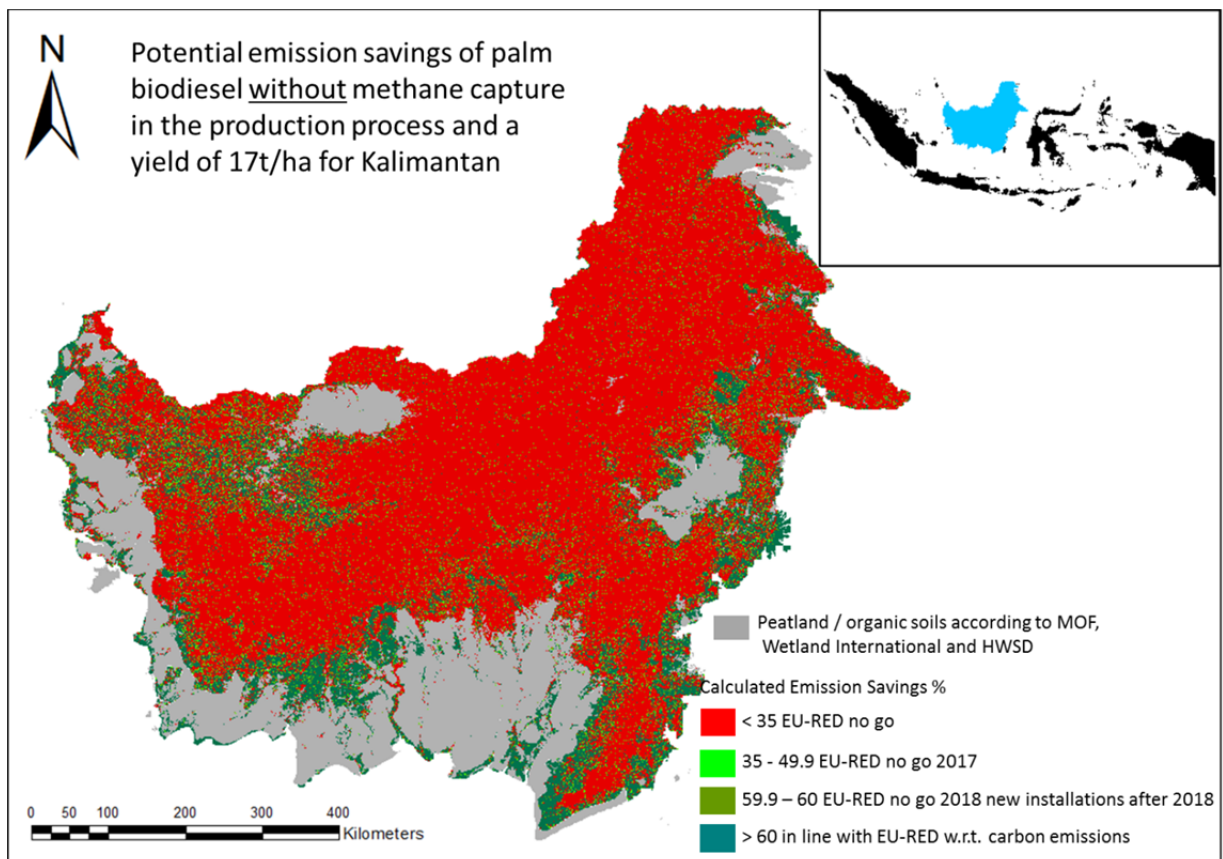 N
Potential emission savings of palm
biodiesel without methane capture
in the production process and a
yield of 17t/ha for Kalimantan
Peatland / organic soils according to MOF,
Wetland International and HWSD
Calculated Emission Savings %
< 35 EU-RED no go
35 - 49.9 EU-RED no go 2017
59.9 – 60 EU-RED no go 2018 new installations after 2018
> 60 in line with EU-RED w.r.t. carbon emissions
0 50 100 200 300 400
Kilometers